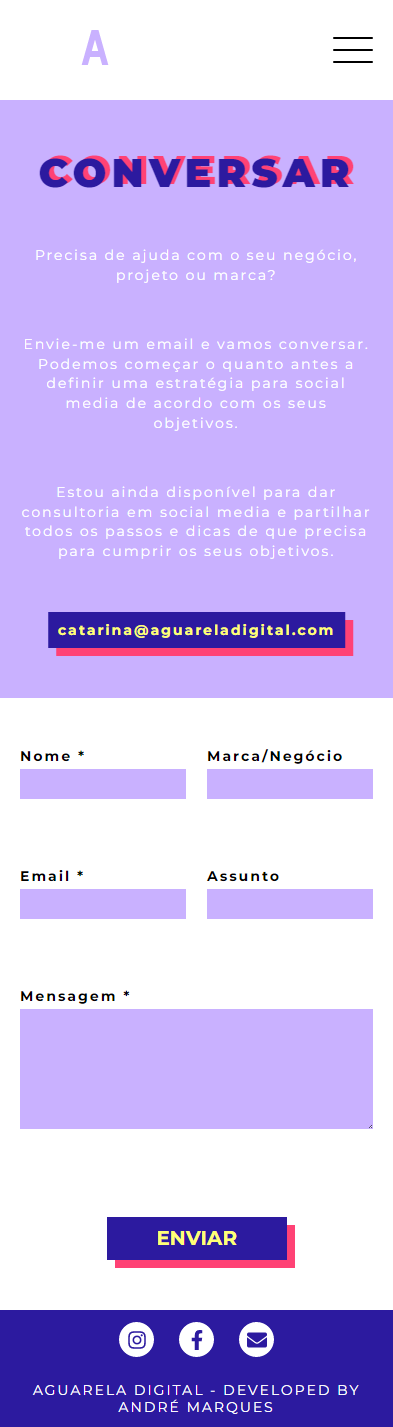 A
CONVERSAR
Precisa de ajuda com o seu negócio,
projeto ou marca?
Envie-me um email e vamos conversar.
Podemos começar o quanto antes a
definir uma estratégia para social
media de acordo com os seus
objetivos.
Estou ainda disponível para dar
consultoria em social media e partilhar
todos os passos e dicas de que precisa
para cumprir os seus objetivos.
catarina@aguareladigital.com
Nome * Marca/Negócio
Email * Assunto
Mensagem *
ENVIAR
AGUARELA DIGITAL - DEVELOPED BY
ANDRÉ MARQUES